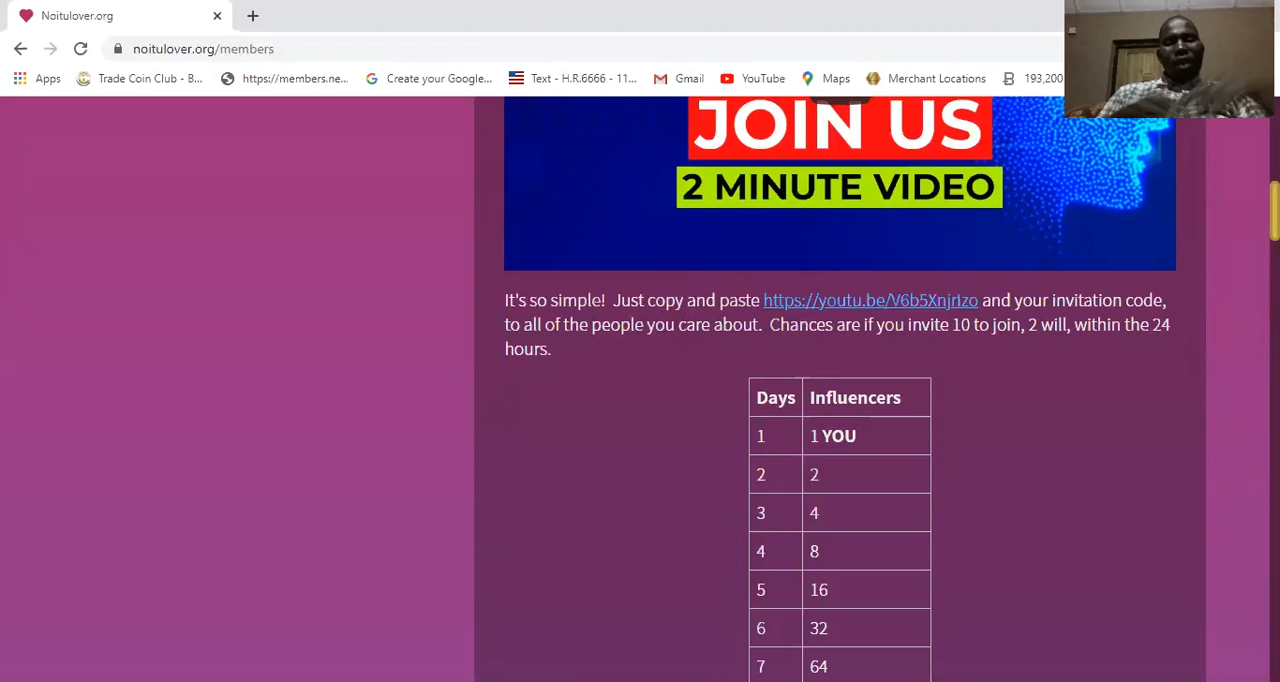 Noitulover.org
noitulover.org/members
Apps Trade Coin Club - B... https://members.ne... Create your Google... Text - H.R.6666 - 11... Gmail YouTube Maps Merchant Locations 193,200
JOIN US
2 MINUTE VIDEO
It's so simple! Just copy and paste https://youtu.be/V6b5XnjrIzo and your invitation code,
to all of the people you care about. Chances are if you invite 10 to join, 2 will, within the 24
hours.
Days Influencers
1 1 YOU
2 2
3 4
4 8
5 16
6 32
7 64